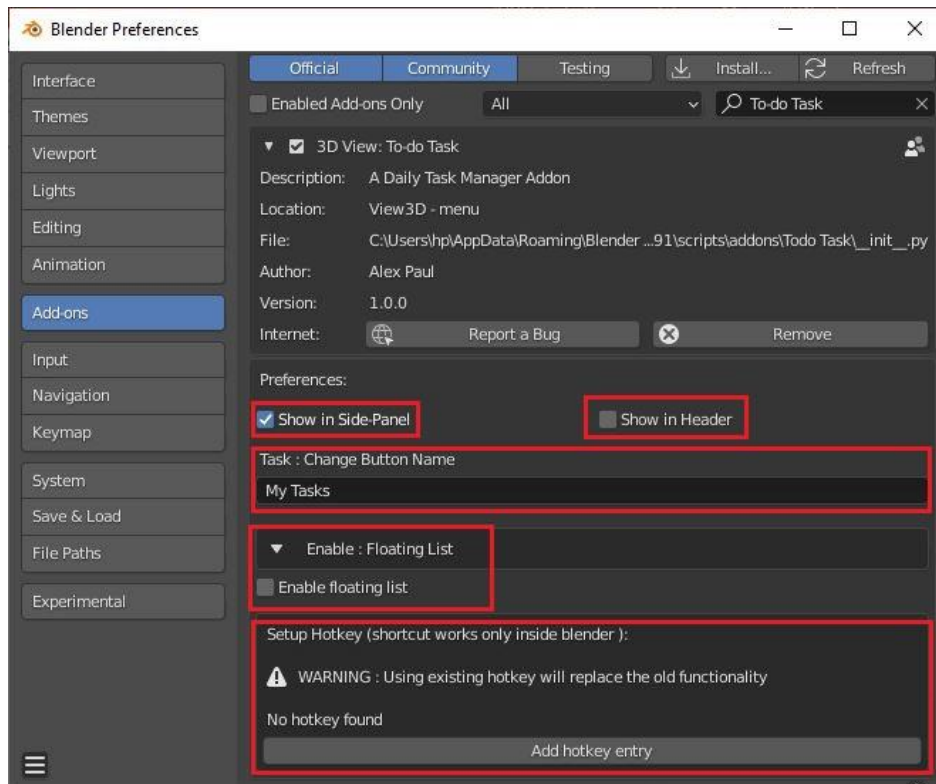 Blender Preferences
Interface
Themes
Viewport
Lights
Editing
Animation
Add-ons
Input
Navigation
Keymap
System
Save & Load
File Paths
Experimental
Official Community Testing Install... Refresh
Enabled Add-ons Only All To-do Task
3D View: To-do Task
Description: A Daily Task Manager Addon
Location: View3D - menu
File: C:\Users\hp\AppData\Roaming\Blender ...91\scripts\addons\Todo Task\__init__.py
Author: Alex Paul
Version: 1.0.0
Internet: Report a Bug Remove
Preferences:
Show in Side-Panel Show in Header
Task : Change Button Name
My Tasks
Enable : Floating List
Enable floating list
Setup Hotkey (shortcut works only inside blender ):
WARNING : Using existing hotkey will replace the old functionality
No hotkey found
Add hotkey entry